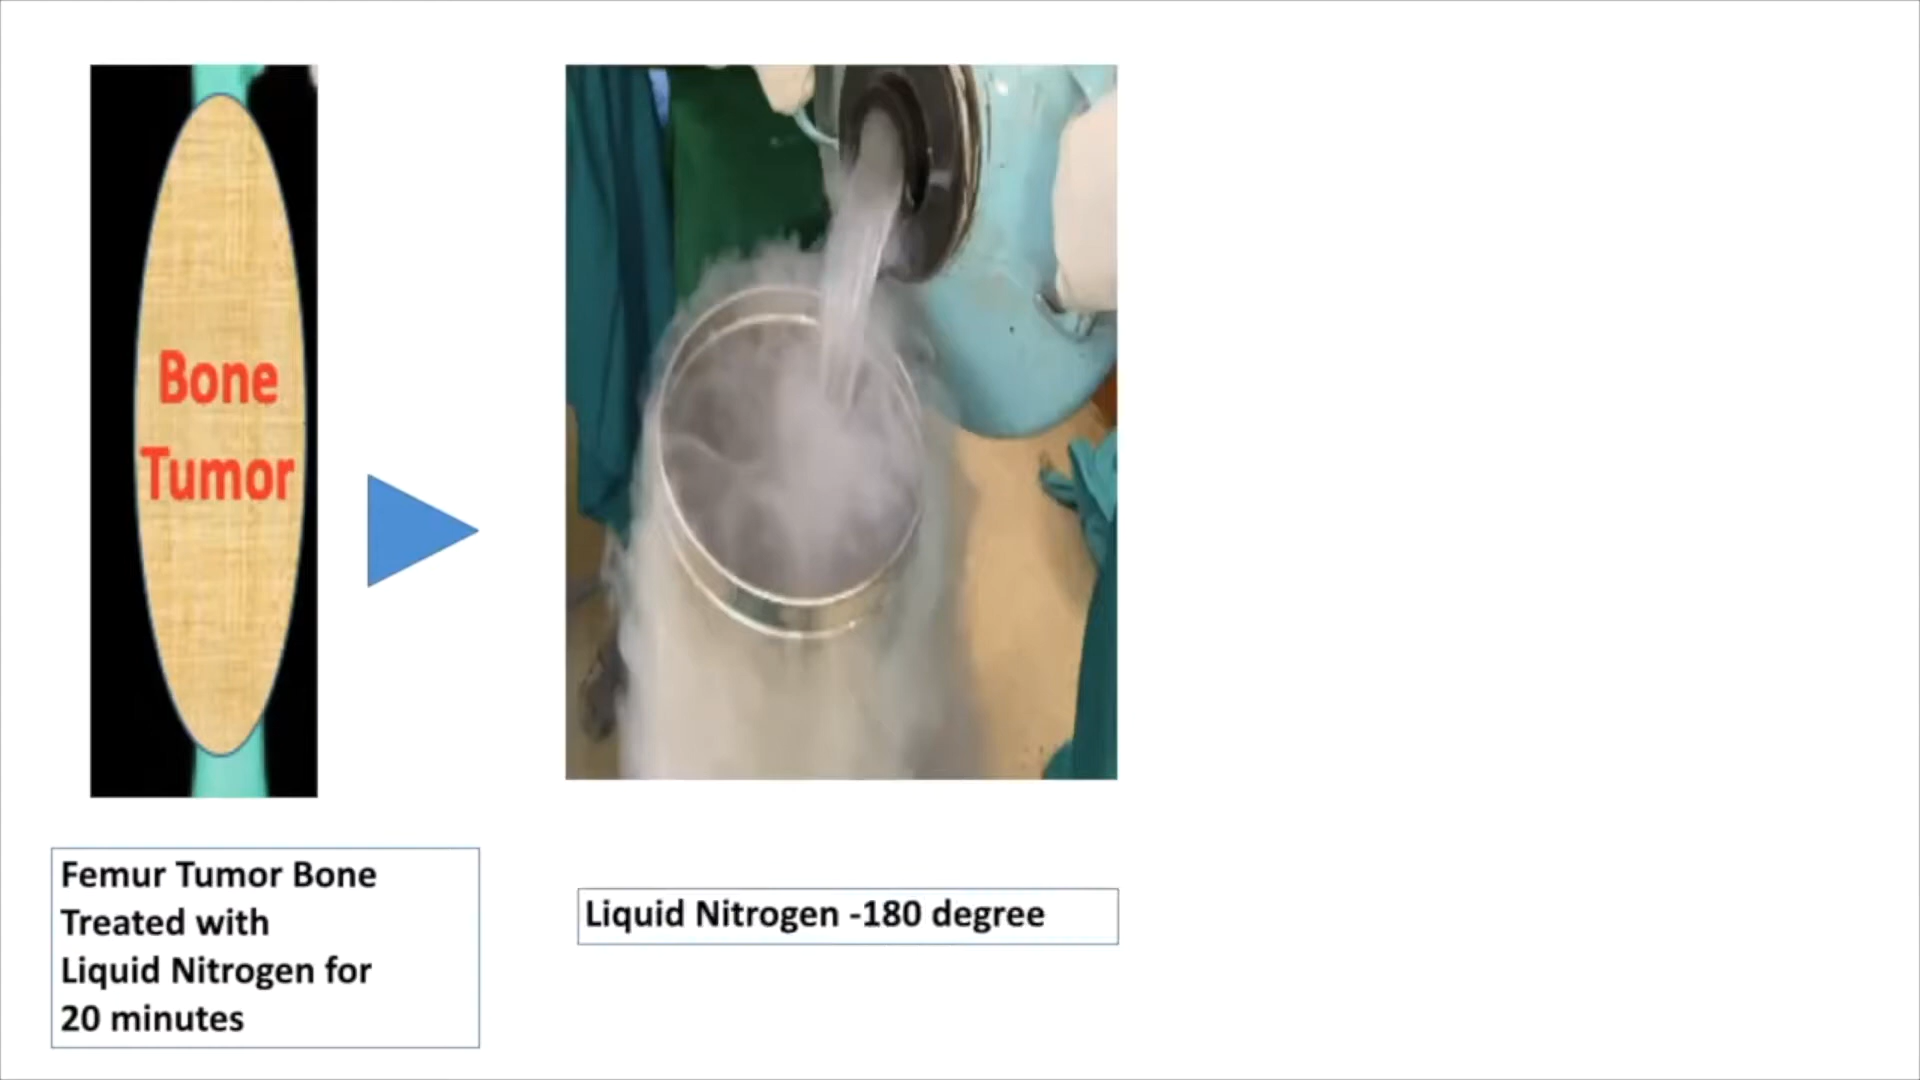 Bone
Tumor
Femur Tumor Bone
Treated with
Liquid Nitrogen for
20 minutes
Liquid Nitrogen -180 degree